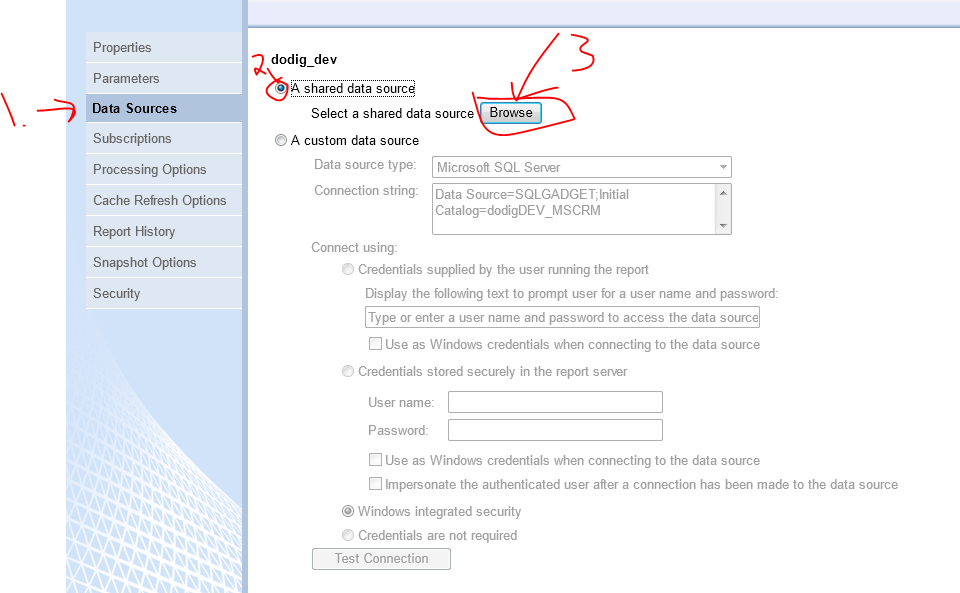 Properties
Parameters
1.
Data Sources
Subscriptions
Processing Options
Cache Refresh Options
Report History
Snapshot Options
Security
dodig_dev
2
A shared data source
3
Select a shared data source Browse
A custom data source
Data source type: Microsoft SQL Server
Connection string: Data Source=SQLGADGET;Initial
Catalog=dodigDEV_MSCRM
Connect using:
Credentials supplied by the user running the report
Display the following text to prompt user for a user name and password:
Type or enter a user name and password to access the data source
Use as Windows credentials when connecting to the data source
Credentials stored securely in the report server
User name:
Password:
Use as Windows credentials when connecting to the data source
Impersonate the authenticated user after a connection has been made to the data source
Windows integrated security
Credentials are not required
Test Connection